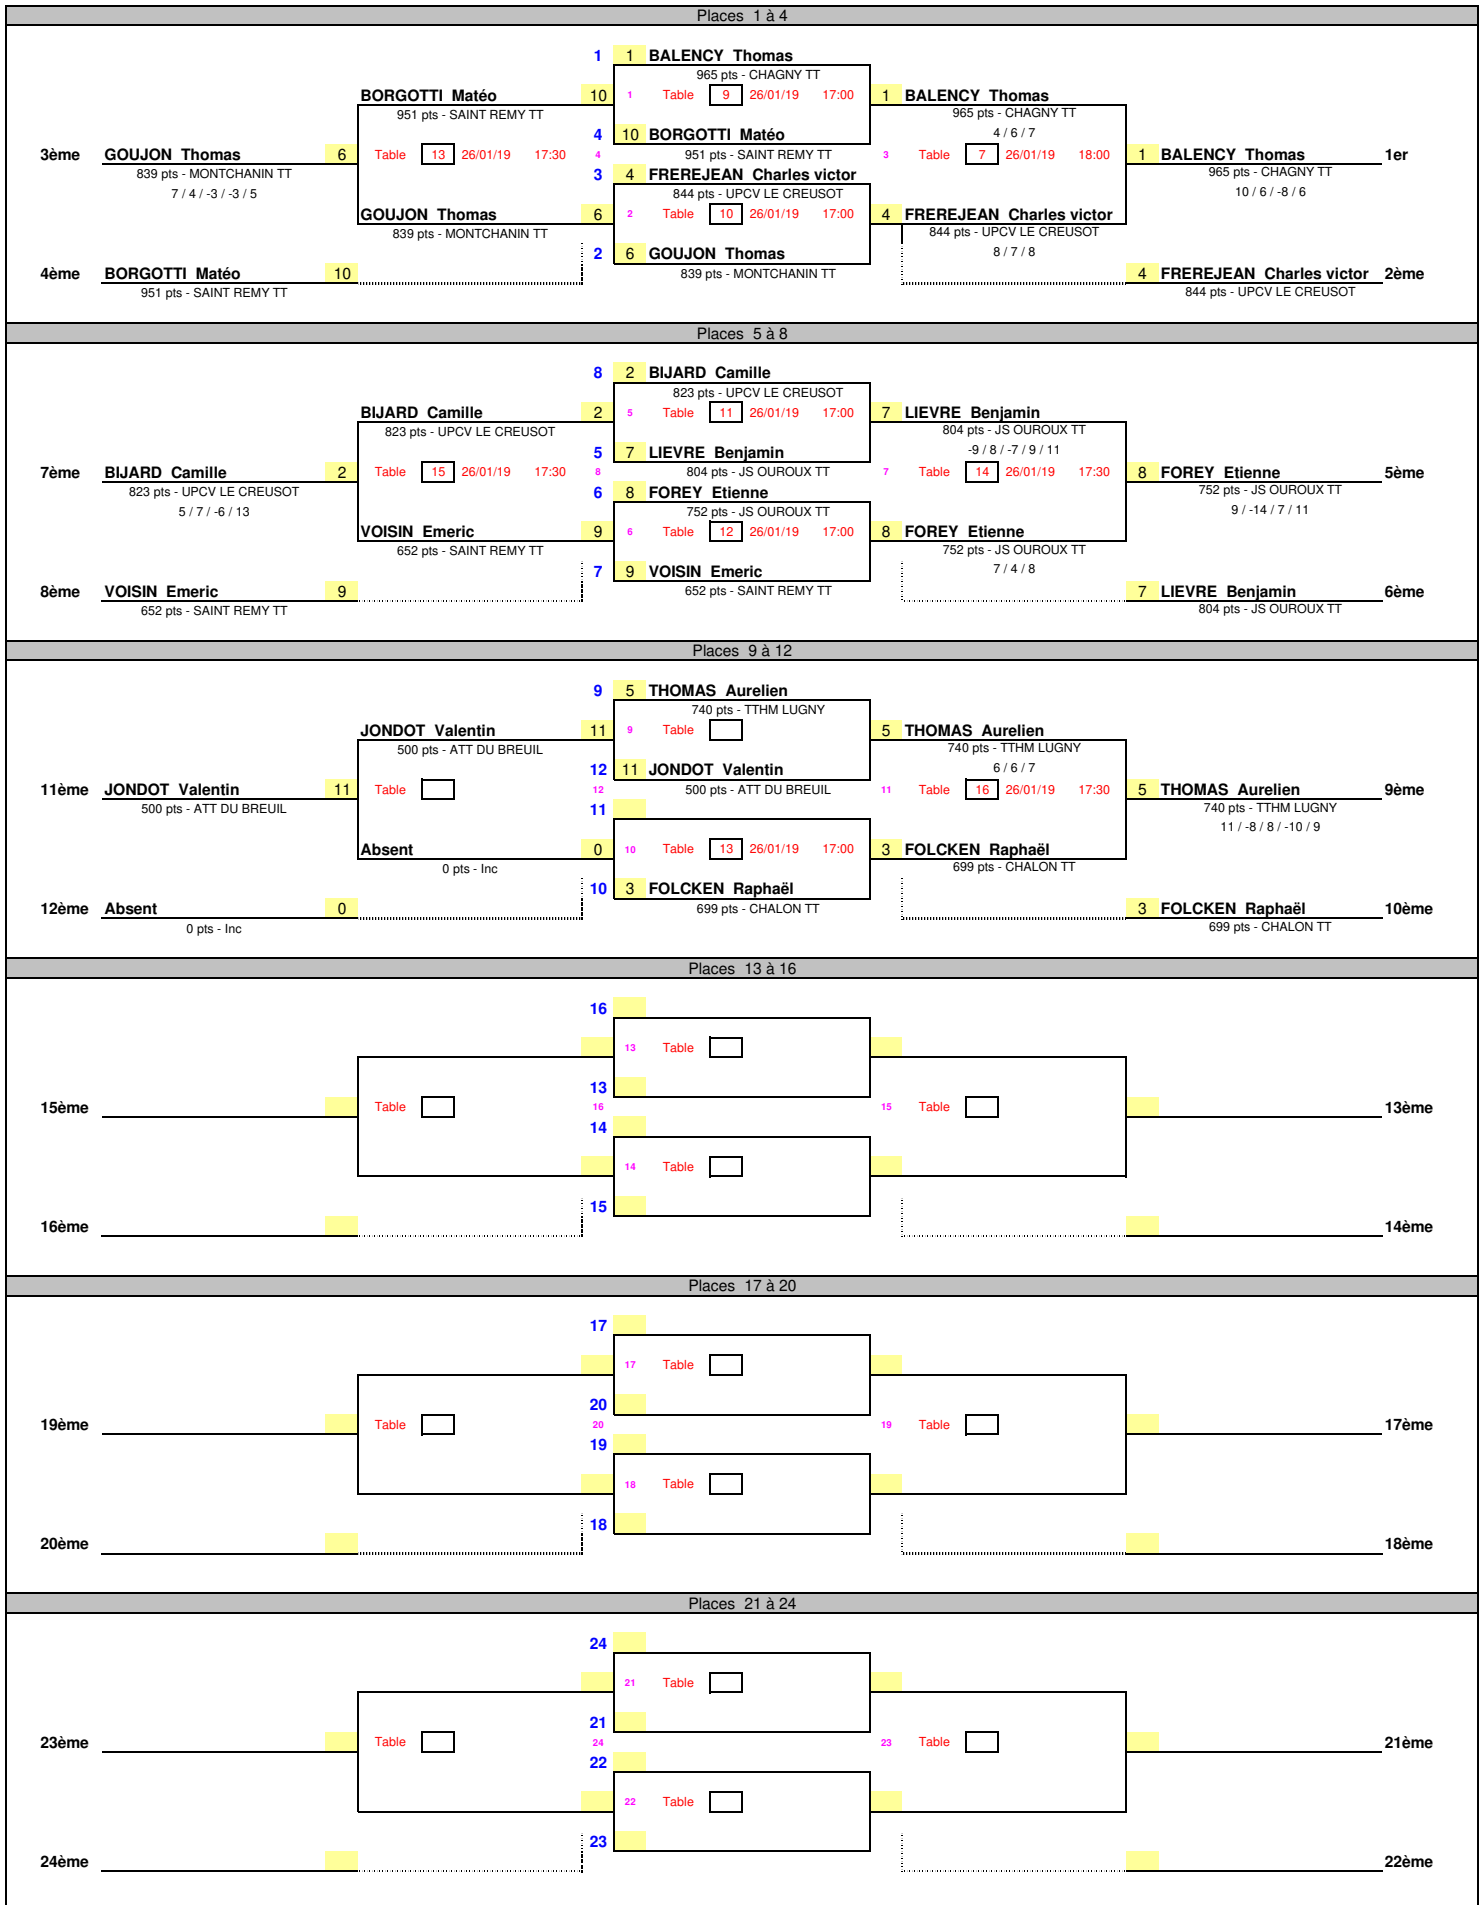 Places 1 à 4
1 1 BALENCY Thomas
965 pts - CHAGNY TT
BORGOTTI Matéo 10 1 Table 9 26/01/19 17:00 1 BALENCY Thomas
951 pts - SAINT REMY TT 965 pts - CHAGNY TT
4 10 BORGOTTI Matéo 4 / 6 / 7
3ème GOUJON Thomas 6 Table 13 26/01/19 17:30 4 951 pts - SAINT REMY TT 3 Table 7 26/01/19 18:00 1 BALENCY Thomas 1er
839 pts - MONTCHANIN TT 3 4 FREREJEAN Charles victor 965 pts - CHAGNY TT
7 / 4 / -3 / -3 / 5 844 pts - UPCV LE CREUSOT 10 / 6 / -8 / 6
GOUJON Thomas 6 2 Table 10 26/01/19 17:00 4 FREREJEAN Charles victor
839 pts - MONTCHANIN TT 844 pts - UPCV LE CREUSOT
2 6 GOUJON Thomas 8 / 7 / 8
4ème BORGOTTI Matéo 10 839 pts - MONTCHANIN TT 4 FREREJEAN Charles victor 2ème
951 pts - SAINT REMY TT 844 pts - UPCV LE CREUSOT
Places 5 à 8
8 2 BIJARD Camille
823 pts - UPCV LE CREUSOT
BIJARD Camille 2 5 Table 11 26/01/19 17:00 7 LIEVRE Benjamin
823 pts - UPCV LE CREUSOT 804 pts - JS OUROUX TT
5 7 LIEVRE Benjamin -9 / 8 / -7 / 9 / 11
7ème BIJARD Camille 2 Table 15 26/01/19 17:30 8 804 pts - JS OUROUX TT 7 Table 14 26/01/19 17:30 8 FOREY Etienne 5ème
823 pts - UPCV LE CREUSOT 6 8 FOREY Etienne 752 pts - JS OUROUX TT
5 / 7 / -6 / 13 752 pts - JS OUROUX TT 9 / -14 / 7 / 11
VOISIN Emeric 9 6 Table 12 26/01/19 17:00 8 FOREY Etienne
652 pts - SAINT REMY TT 752 pts - JS OUROUX TT
7 9 VOISIN Emeric 7 / 4 / 8
8ème VOISIN Emeric 9 652 pts - SAINT REMY TT 7 LIEVRE Benjamin 6ème
652 pts - SAINT REMY TT 804 pts - JS OUROUX TT
Places 9 à 12
9 5 THOMAS Aurelien
740 pts - TTHM LUGNY
JONDOT Valentin 11 9 Table 5 THOMAS Aurelien
500 pts - ATT DU BREUIL 740 pts - TTHM LUGNY
12 11 JONDOT Valentin 6 / 6 / 7
11ème JONDOT Valentin 11 Table 12 500 pts - ATT DU BREUIL 11 Table 16 26/01/19 17:30 5 THOMAS Aurelien 9ème
500 pts - ATT DU BREUIL 11 740 pts - TTHM LUGNY
11 / -8 / 8 / -10 / 9
Absent 0 10 Table 13 26/01/19 17:00 3 FOLCKEN Raphaël
0 pts - Inc 699 pts - CHALON TT
10 3 FOLCKEN Raphaël
12ème Absent 0 699 pts - CHALON TT 3 FOLCKEN Raphaël 10ème
0 pts - Inc 699 pts - CHALON TT
Places 13 à 16
16
13 Table
13
15ème Table 16 15 Table 13ème
14
14 Table
15
16ème 14ème
Places 17 à 20
17
17 Table
20
19ème Table 20 19 Table 17ème
19
18 Table
18
20ème 18ème
Places 21 à 24
24
21 Table
21
23ème Table 24 23 Table 21ème
22
22 Table
23
24ème 22ème